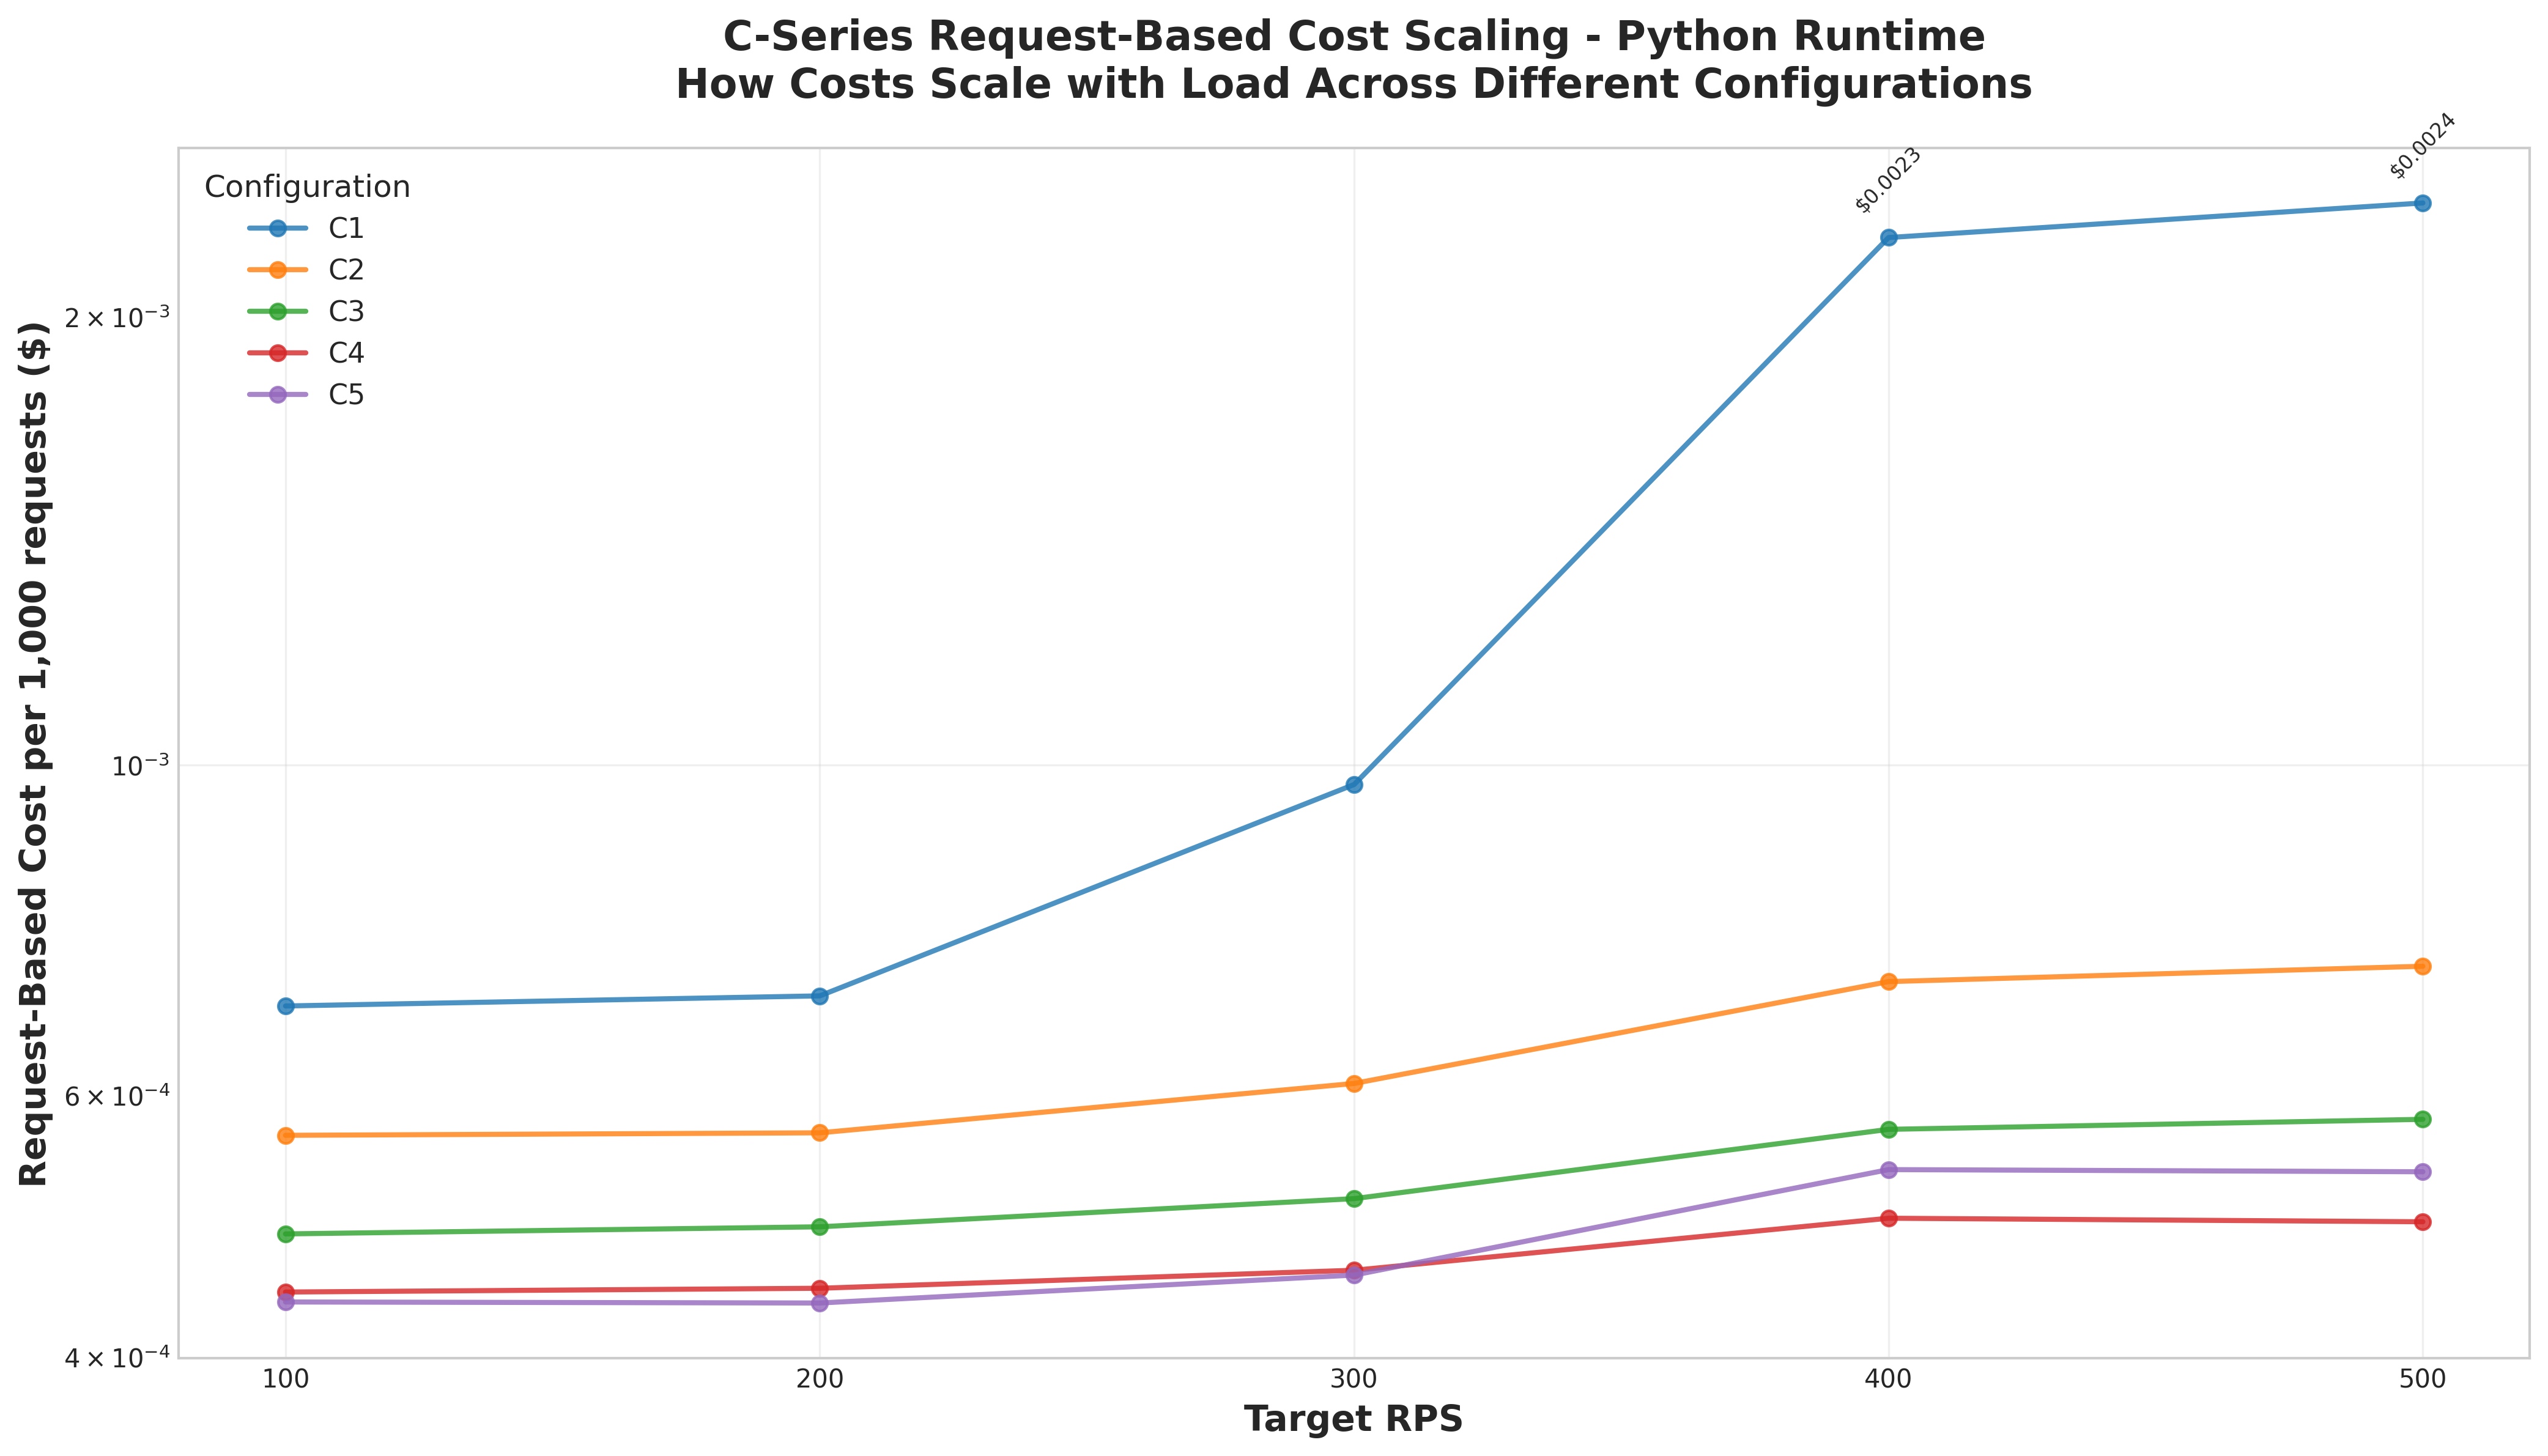 C-Series Request-Based Cost Scaling - Python Runtime
How Costs Scale with Load Across Different Configurations
$0.0023
$0.0024
Configuration
C1
C2
C3
C4
C5
Request-Based Cost per 1,000 requests ($)
2 × 10⁻³
10⁻³
6 × 10⁻⁴
4 × 10⁻⁴
100
200
300
400
500
Target RPS